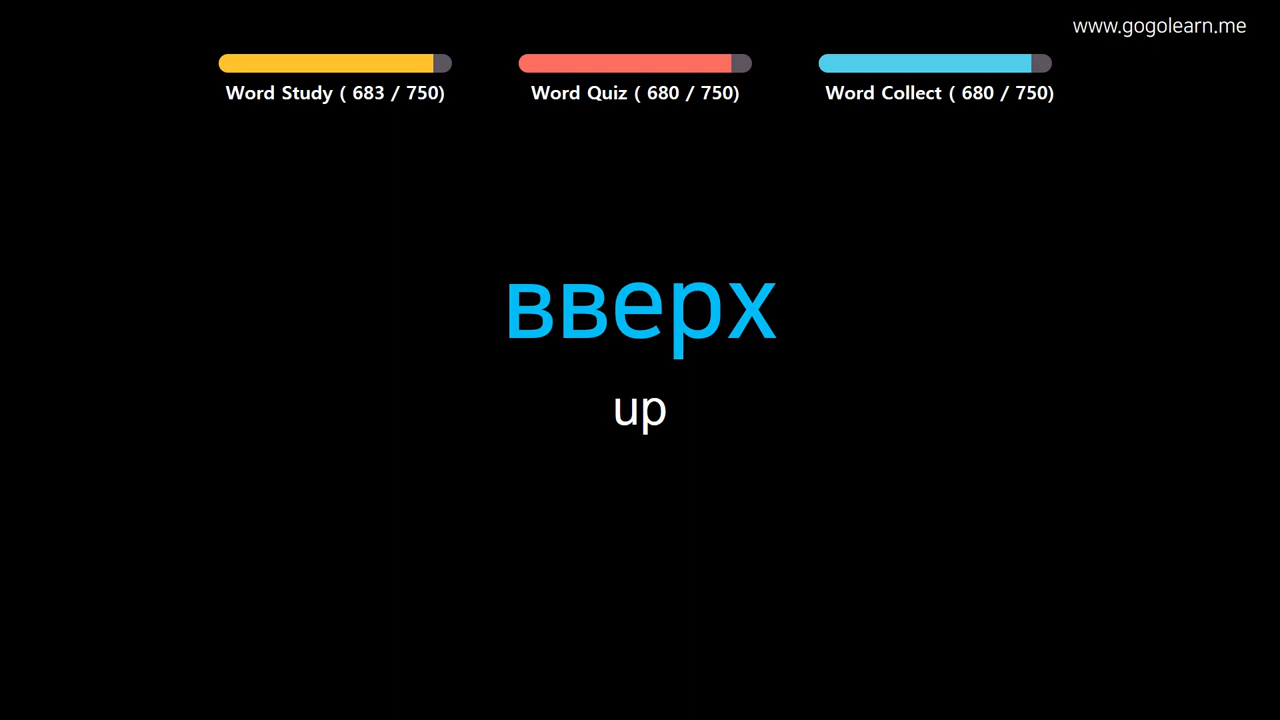 www.gogolearn.me
Word Study ( 683 / 750)
Word Quiz ( 680 / 750)
Word Collect ( 680 / 750)
вверх
up